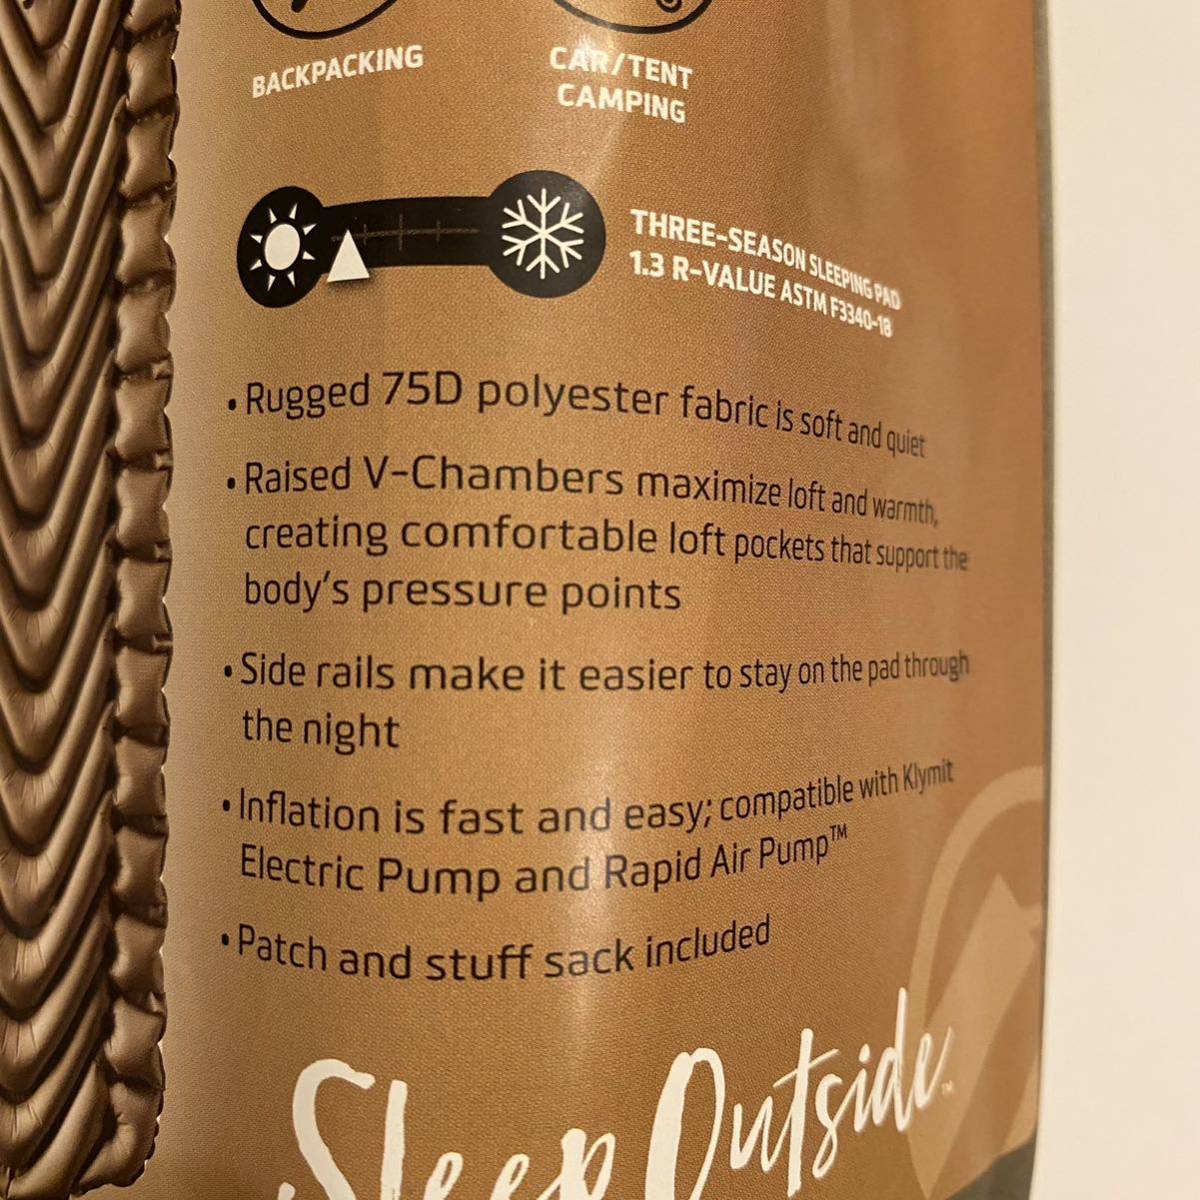 BACKPACKING
CAR/TENT
CAMPING
THREE-SEASON SLEEPING PAD
1.3 R-VALUE ASTM F3340-18
• Rugged 75D polyester fabric is soft and quiet
• Raised V-Chambers maximize loft and warmth,
creating comfortable loft pockets that support the
body's pressure points
• Side rails make it easier to stay on the pad through
the night
• Inflation is fast and easy; compatible with Klymit
Electric Pump and Rapid Air Pump™
• Patch and stuff sack included
Sleep Outside™